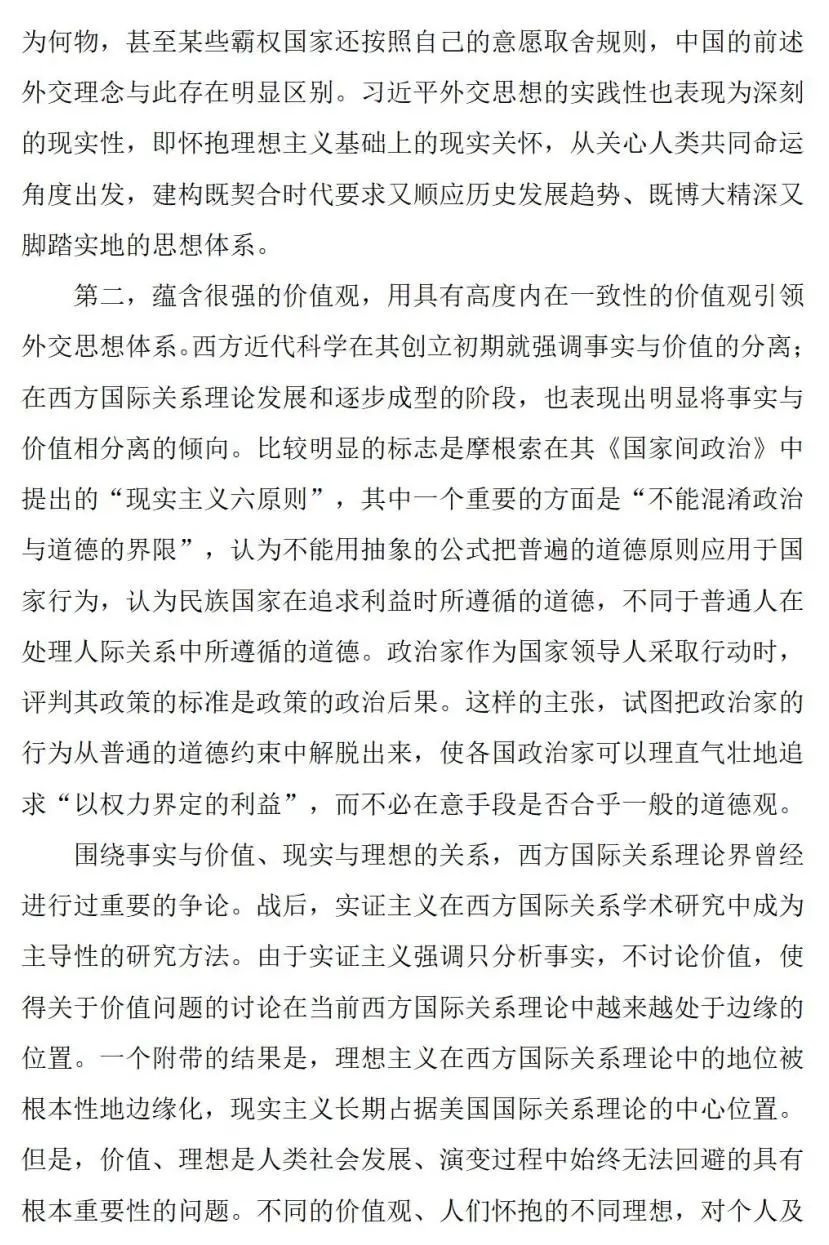 为何物，甚至某些霸权国家还按照自己的意愿取舍规则，中国的前述
外交理念与此存在明显区别。习近平外交思想的实践性也表现为深刻
的现实性，即怀抱理想主义基础上的现实关怀，从关心人类共同命运
角度出发，建构既契合时代要求又顺应历史发展趋势、既博大精深又
脚踏实地的思想体系。
第二，蕴含很强的价值观，用具有高度内在一致性的价值观引领
外交思想体系。西方近代科学在其创立初期就强调事实与价值的分离；
在西方国际关系理论发展和逐步成型的阶段，也表现出明显将事实与
价值相分离的倾向。比较明显的标志是摩根索在其《国家间政治》中
提出的“现实主义六原则”，其中一个重要的方面是“不能混淆政治
与道德的界限”，认为不能用抽象的公式把普遍的道德原则应用于国
家行为，认为民族国家在追求利益时所遵循的道德，不同于普通人在
处理人际关系中所遵循的道德。政治家作为国家领导人采取行动时，
评判其政策的标准是政策的政治后果。这样的主张，试图把政治家的
行为从普通的道德约束中解脱出来，使各国政治家可以理直气壮地追
求“以权力界定的利益”，而不必在意手段是否合乎一般的道德观。
围绕事实与价值、现实与理想的关系，西方国际关系理论界曾经
进行过重要的争论。战后，实证主义在西方国际关系学术研究中成为
主导性的研究方法。由于实证主义强调只分析事实，不讨论价值，使
得关于价值问题的讨论在当前西方国际关系理论中越来越处于边缘的
位置。一个附带的结果是，理想主义在西方国际关系理论中的地位被
根本性地边缘化，现实主义长期占据美国国际关系理论的中心位置。
但是，价值、理想是人类社会发展、演变过程中始终无法回避的具有
根本重要性的问题。不同的价值观、人们怀抱的不同理想，对个人及